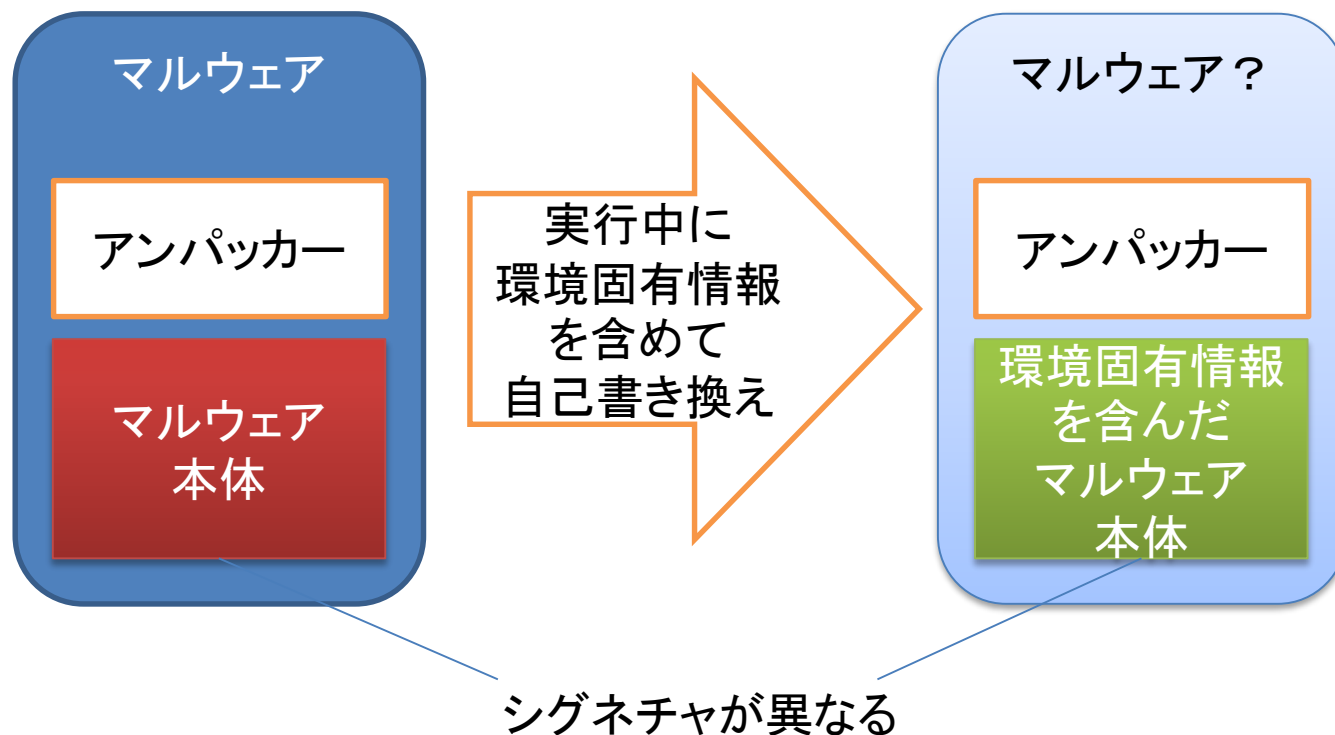 マルウェア
アンパッカー
マルウェア
本体
実行中に
環境固有情報
を含めて
自己書き換え
マルウェア？
アンパッカー
環境固有情報
を含んだ
マルウェア
本体
シグネチャが異なる